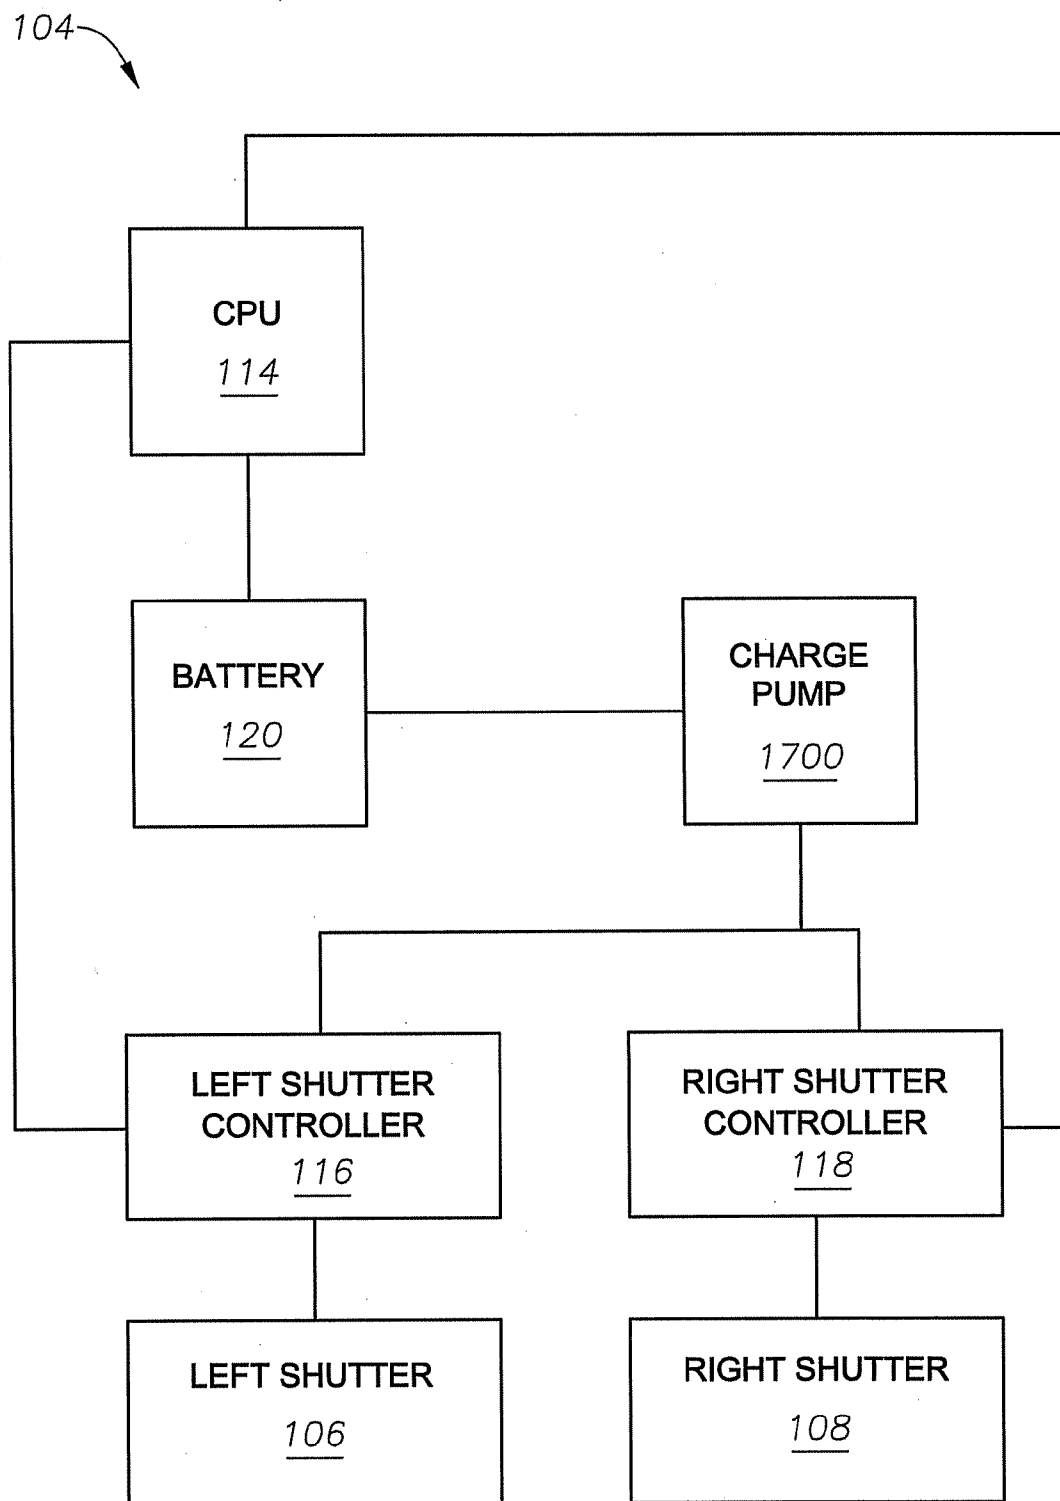 104
CPU
114
BATTERY
120
CHARGE
PUMP
1700
LEFT SHUTTER
CONTROLLER
116
RIGHT SHUTTER
CONTROLLER
118
LEFT SHUTTER
106
RIGHT SHUTTER
108